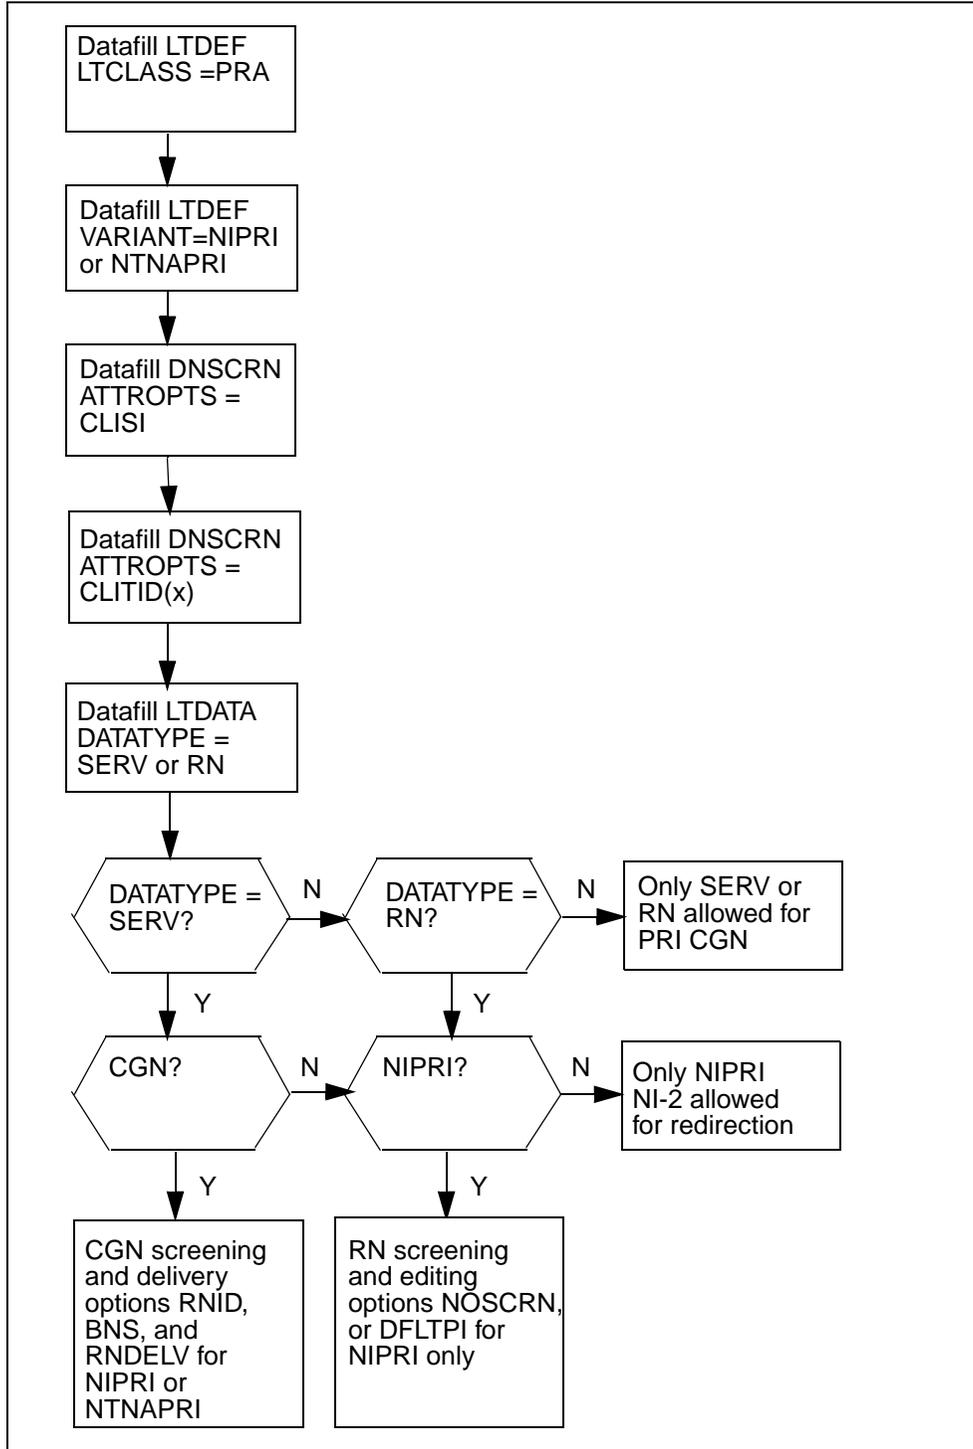 Datafill LTDEF
LTCLASS =PRA
Datafill LTDEF
VARIANT=NIPRI
or NTNAPRI
Datafill DNSCRN
ATTROPTS =
CLISI
Datafill DNSCRN
ATTROPTS =
CLITID(x)
Datafill LTDATA
DATATYPE =
SERV or RN
DATATYPE =
SERV?
N
DATATYPE =
RN?
N
Only SERV or
RN allowed for
PRI CGN
Y
Y
CGN?
N
NIPRI?
N
Only NIPRI
NI-2 allowed
for redirection
Y
Y
CGN screening
and delivery
options RNID,
BNS, and
RNDELV for
NIPRI or
NTNAPRI
RN screening
and editing
options NOSCRN,
or DFLTPI for
NIPRI only